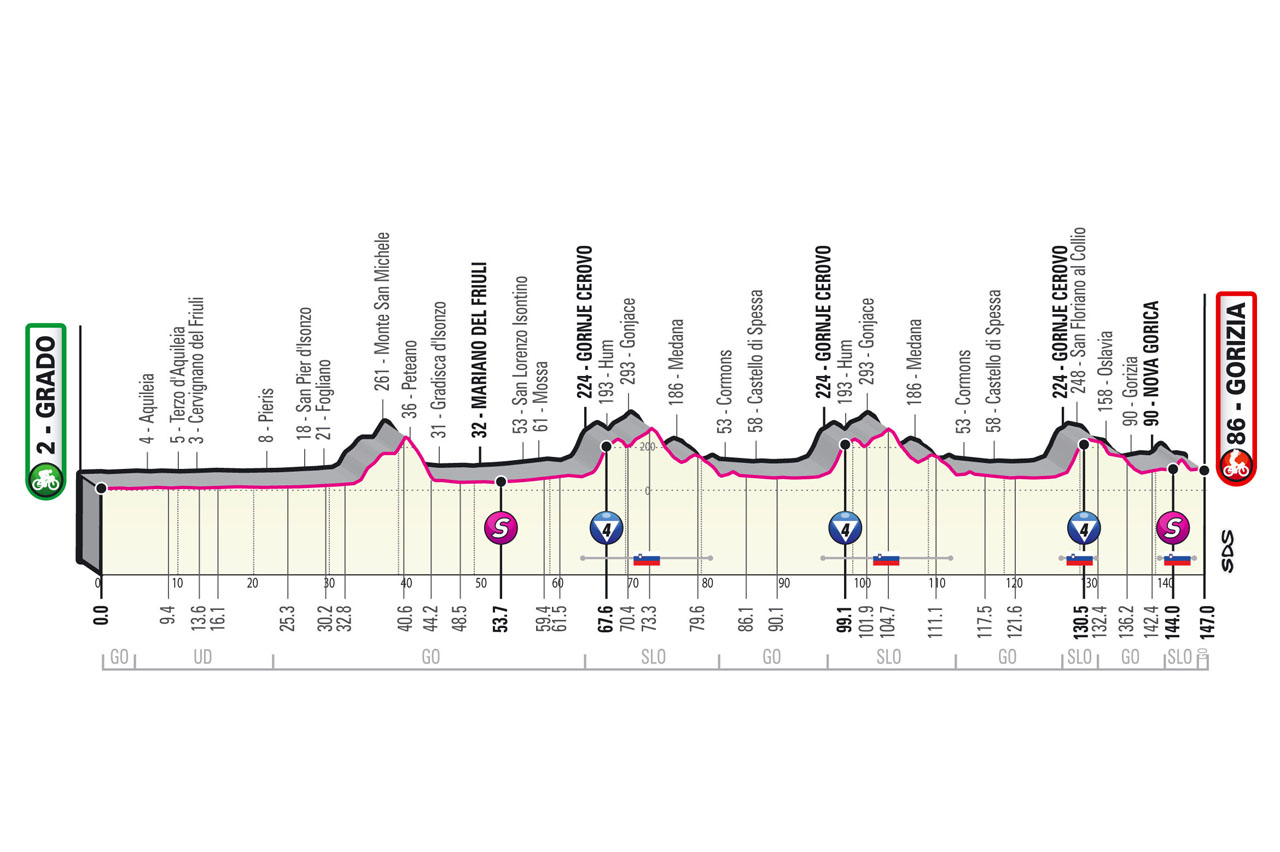 2 - GRADO
4 - Aquileia
5 - Terzo d'Aquileia
3 - Cervignano del Friuli
8 - Pieris
18 - San Pier d'Isonzo
21 - Fogliano
261 - Monte San Michele
36 - Peteano
31 - Gradisca d'Isonzo
32 - MARIANO DEL FRIULI
53 - San Lorenzo Isontino
61 - Mossa
224 - GORNJE CEROVO
193 - Hum
293 - Gonjace
186 - Medana
53 - Cormons
58 - Castello di Spessa
224 - GORNJE CEROVO
193 - Hum
293 - Gonjace
186 - Medana
53 - Cormons
58 - Castello di Spessa
224 - GORNJE CEROVO
248 - San Floriano al Collio
158 - Oslavia
90 - Gorizia
90 - NOVA GORICA
86 - GORIZIA
200
0
S
4
4
4
S
SDS
0 10 20 30 40 50 60 70 80 90 100 110 120 130 140
0.0 9.4 13.6 16.1 25.3 30.2 32.8 40.6 44.2 48.5 53.7 59.4 61.5 67.6 70.4 73.3 79.6 86.1 90.1 99.1 101.9 104.7 111.1 117.5 121.6 130.5 132.4 136.2 142.4 144.0 147.0
GO UD GO SLO GO SLO GO SLO GO SLO GO